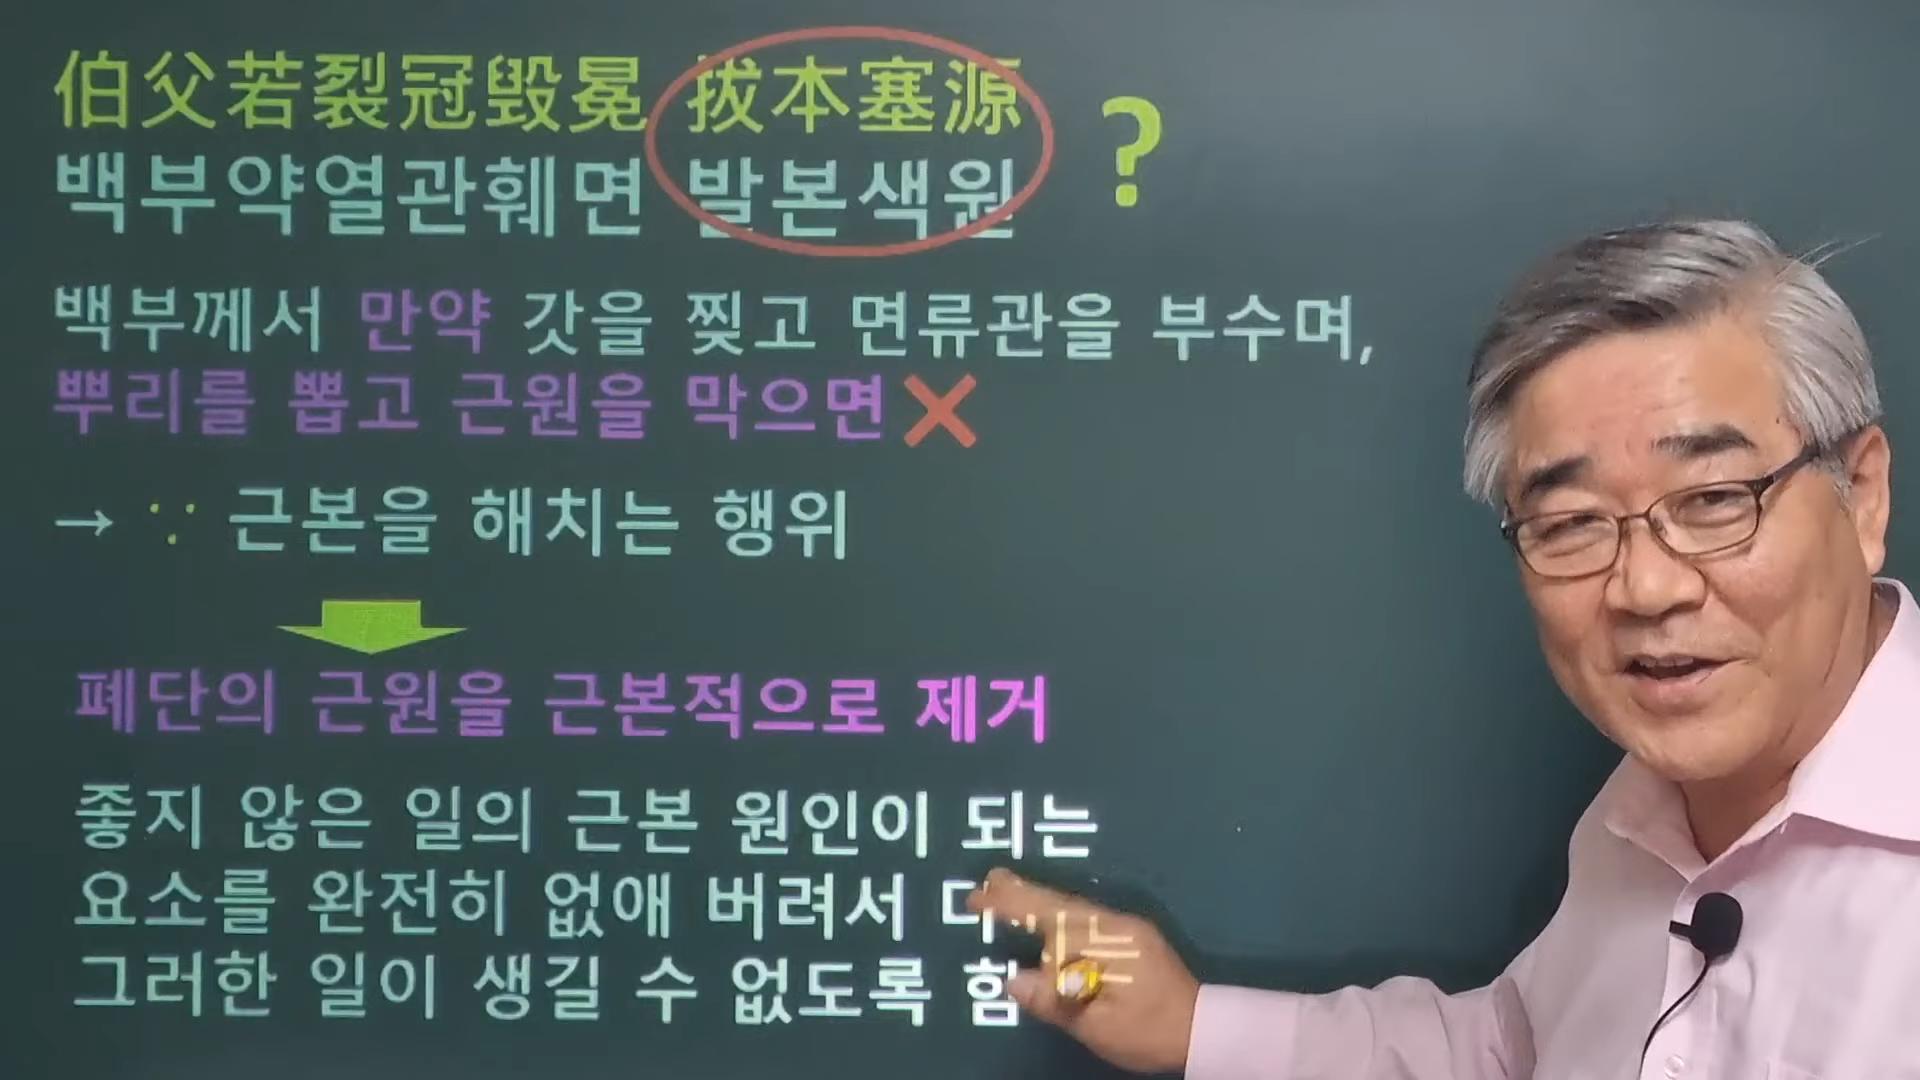 伯父若裂冠毁冕 拔本塞源 ?
백부약열관훼면 발본색원
백부께서 만약 갓을 찢고 면류관을 부수며,
뿌리를 뽑고 근원을 막으면
→ ∵ 근본을 해치는 행위
폐단의 근원을 근본적으로 제거
좋지 않은 일의 근본 원인이 되는
요소를 완전히 없애 버려서
그러한 일이 생길 수 없도록 함